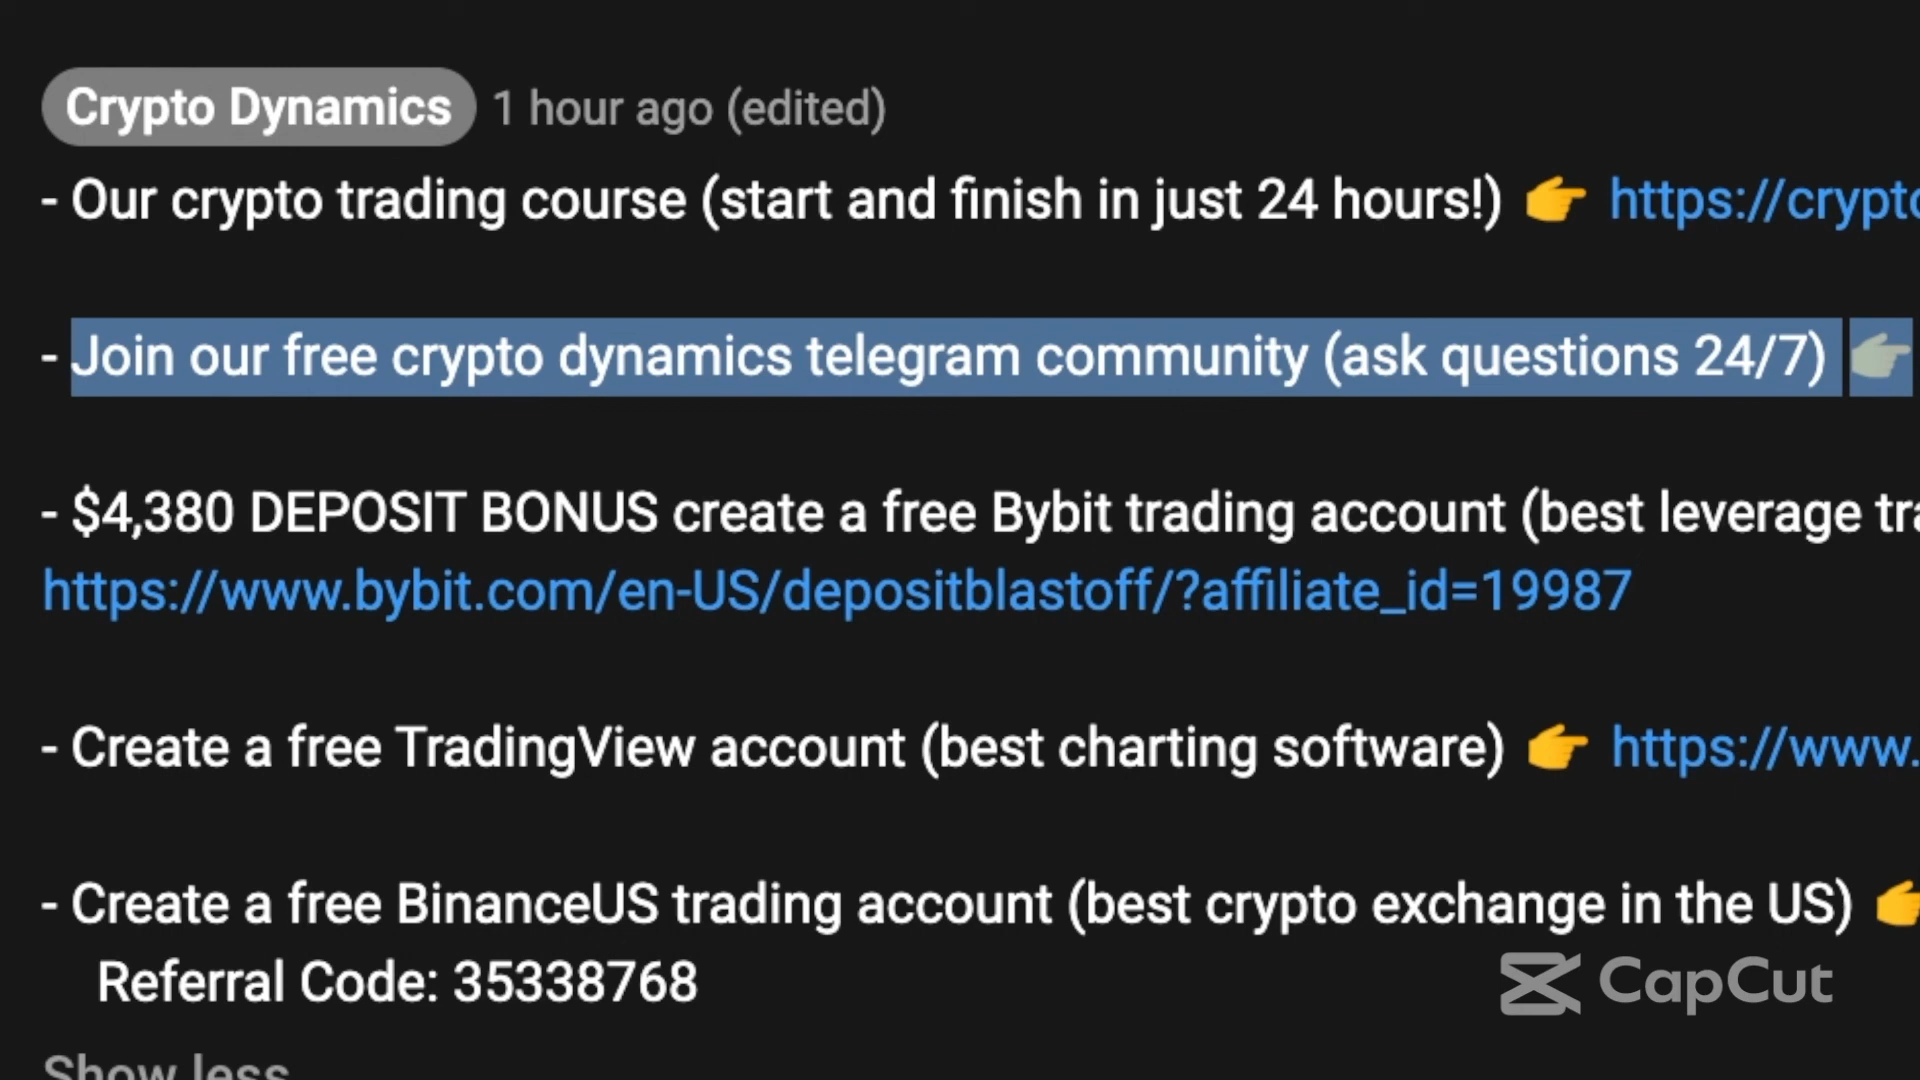 Crypto Dynamics 1 hour ago (edited)
- Our crypto trading course (start and finish in just 24 hours!) 👉 https://crypto
- Join our free crypto dynamics telegram community (ask questions 24/7) 👉
- $4,380 DEPOSIT BONUS create a free Bybit trading account (best leverage tra
https://www.bybit.com/en-US/depositblastoff/?affiliate_id=19987
- Create a free TradingView account (best charting software) 👉 https://www.
- Create a free BinanceUS trading account (best crypto exchange in the US) 👉
Referral Code: 35338768
CapCut
Show less